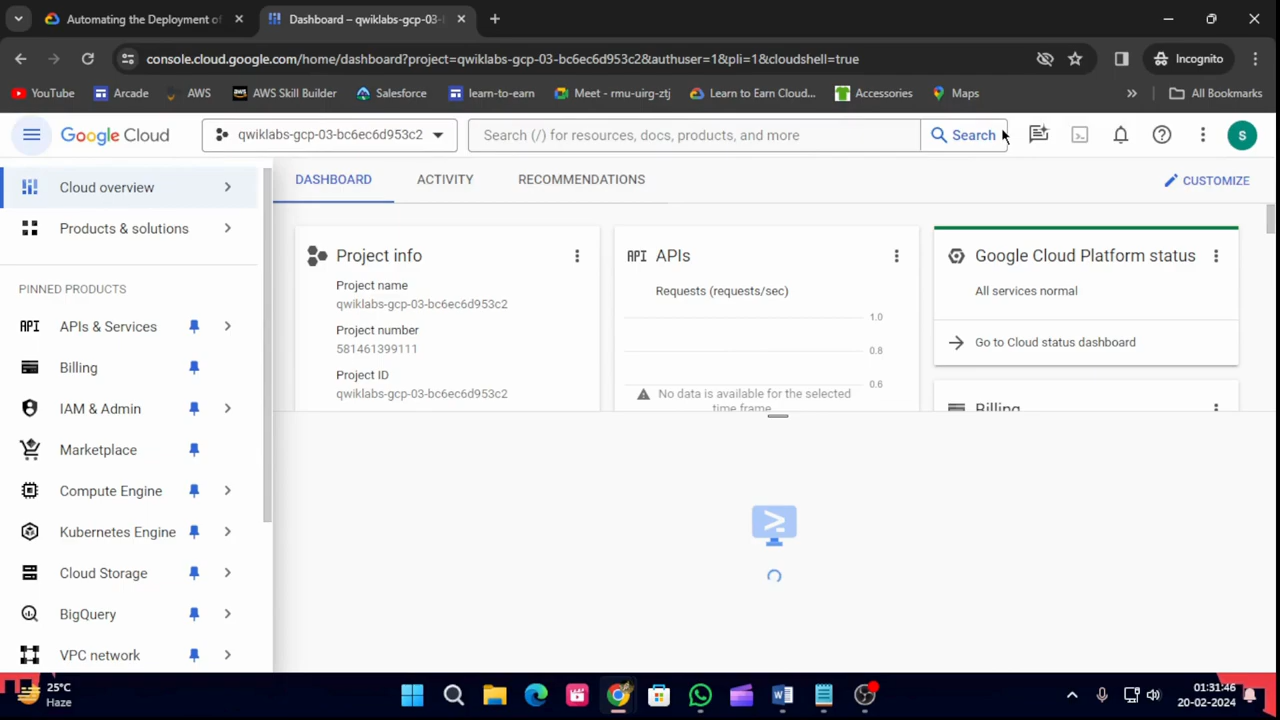 Automating the Deployment of
Dashboard – qwiklabs-gcp-03-
console.cloud.google.com/home/dashboard?project=qwiklabs-gcp-03-bc6ec6d953c2&authuser=1&pli=1&cloudshell=true
Incognito
YouTube
Arcade
AWS
AWS Skill Builder
Salesforce
learn-to-earn
Meet - rmu-uirg-ztj
Learn to Earn Cloud...
Accessories
Maps
»
All Bookmarks
Google Cloud
qwiklabs-gcp-03-bc6ec6d953c2
Search (/) for resources, docs, products, and more
Search
S
Cloud overview
Products & solutions
PINNED PRODUCTS
API APIs & Services
Billing
IAM & Admin
Marketplace
Compute Engine
Kubernetes Engine
Cloud Storage
BigQuery
VPC network
DASHBOARD
ACTIVITY
RECOMMENDATIONS
CUSTOMIZE
Project info
Project name
qwiklabs-gcp-03-bc6ec6d953c2
Project number
581461399111
Project ID
qwiklabs-gcp-03-bc6ec6d953c2
API APIs
Requests (requests/sec)
1.0
0.8
0.6
No data is available for the selected
time frame
Google Cloud Platform status
All services normal
Go to Cloud status dashboard
Billing
25°C
Haze
01:31:46
20-02-2024